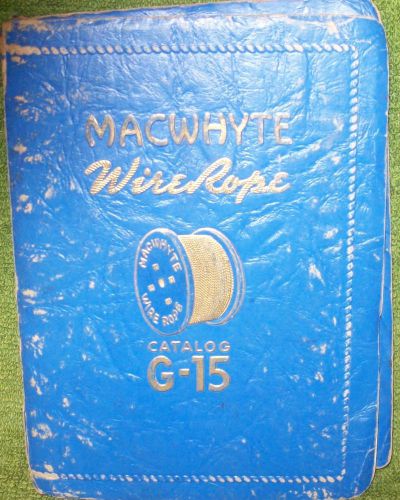 MACWHYTE
Wire Rope
MACWHYTE
WIRE ROPE
CATALOG
G-15